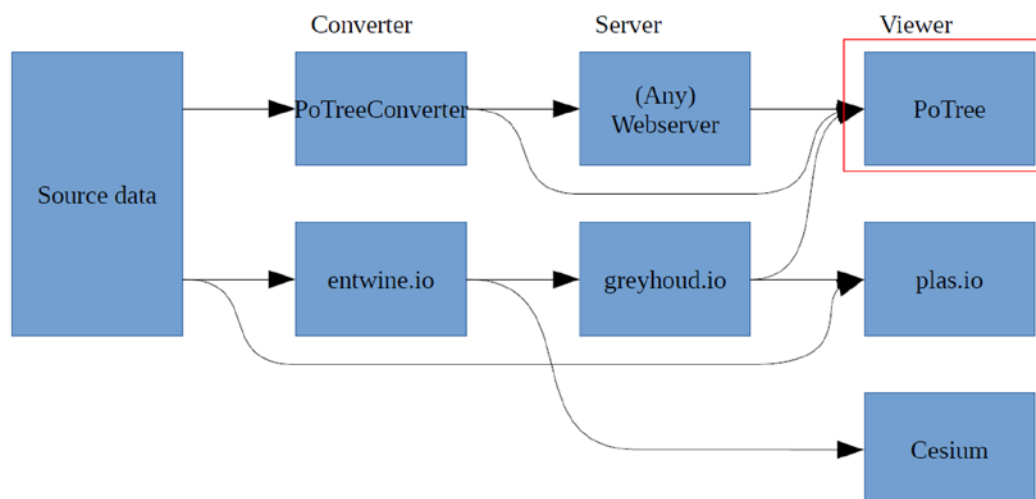 Converter
Server
Viewer
PoTreeConverter
(Any)
Webserver
PoTree
Source data
entwine.io
greyhoud.io
plas.io
Cesium